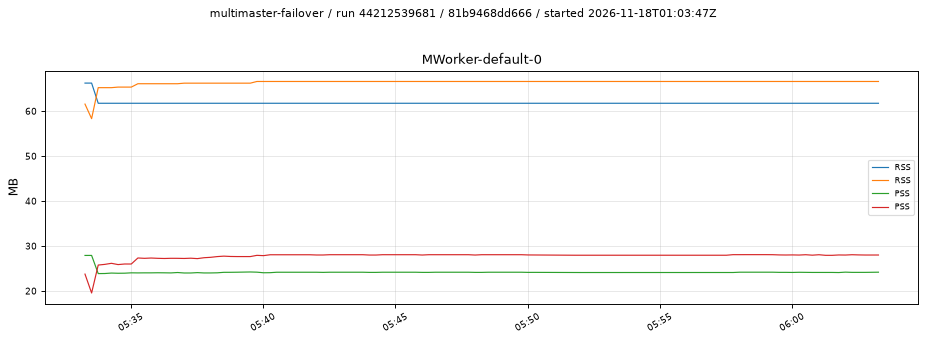 multimaster-failover / run 44212539681 / 81b9468dd666 / started 2026-11-18T01:03:47Z
MWorker-default-0
MB
60
50
40
30
20
RSS
RSS
PSS
PSS
05:35
05:40
05:45
05:50
05:55
06:00